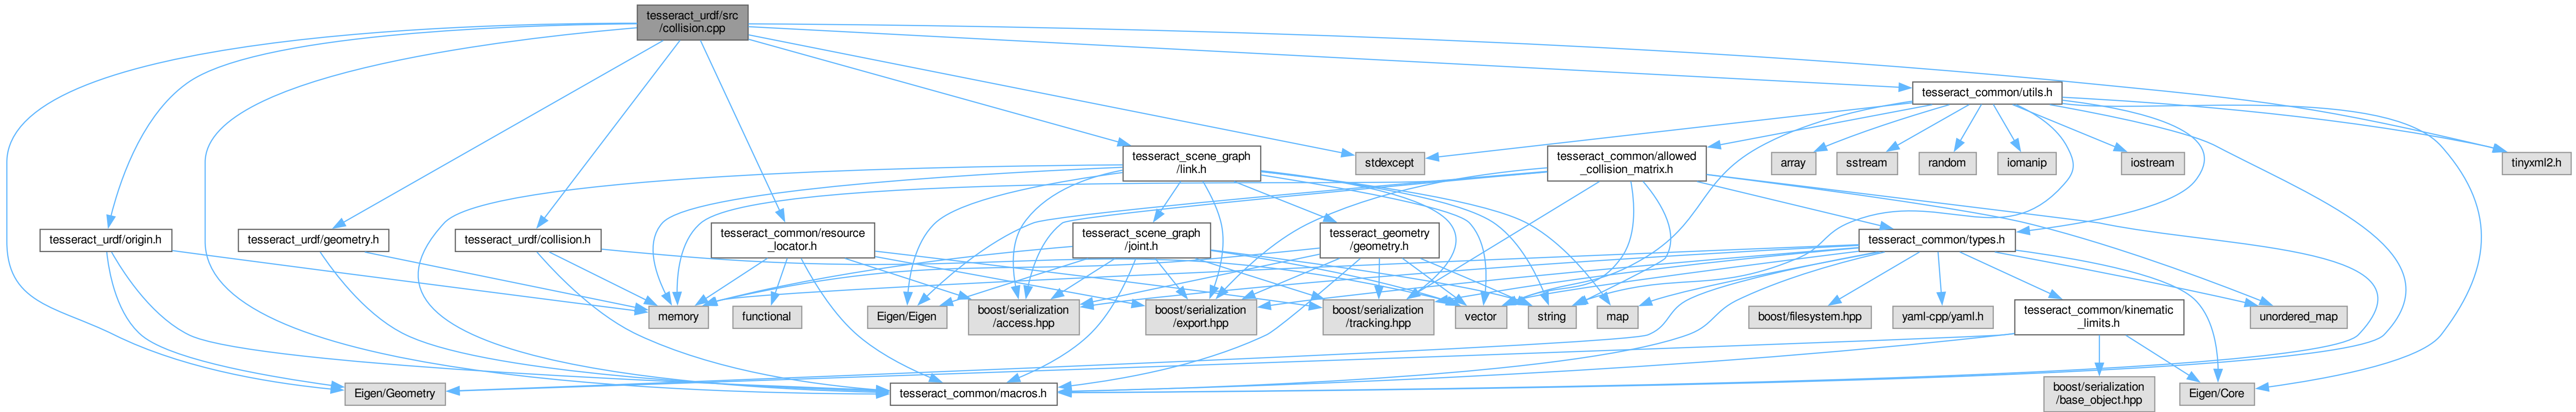 tesseract_urdf/src
/collision.cpp
tesseract_common/utils.h
tesseract_scene_graph
/link.h
stdexcept
tesseract_common/allowed
_collision_matrix.h
array
sstream
random
iomanip
iostream
tinyxml2.h
tesseract_urdf/origin.h
tesseract_urdf/geometry.h
tesseract_urdf/collision.h
tesseract_common/resource
_locator.h
tesseract_scene_graph
/joint.h
tesseract_geometry
/geometry.h
tesseract_common/types.h
memory
functional
Eigen/Eigen
boost/serialization
/access.hpp
boost/serialization
/export.hpp
boost/serialization
/tracking.hpp
vector
string
map
boost/filesystem.hpp
yaml-cpp/yaml.h
tesseract_common/kinematic
_limits.h
unordered_map
Eigen/Geometry
tesseract_common/macros.h
boost/serialization
/base_object.hpp
Eigen/Core